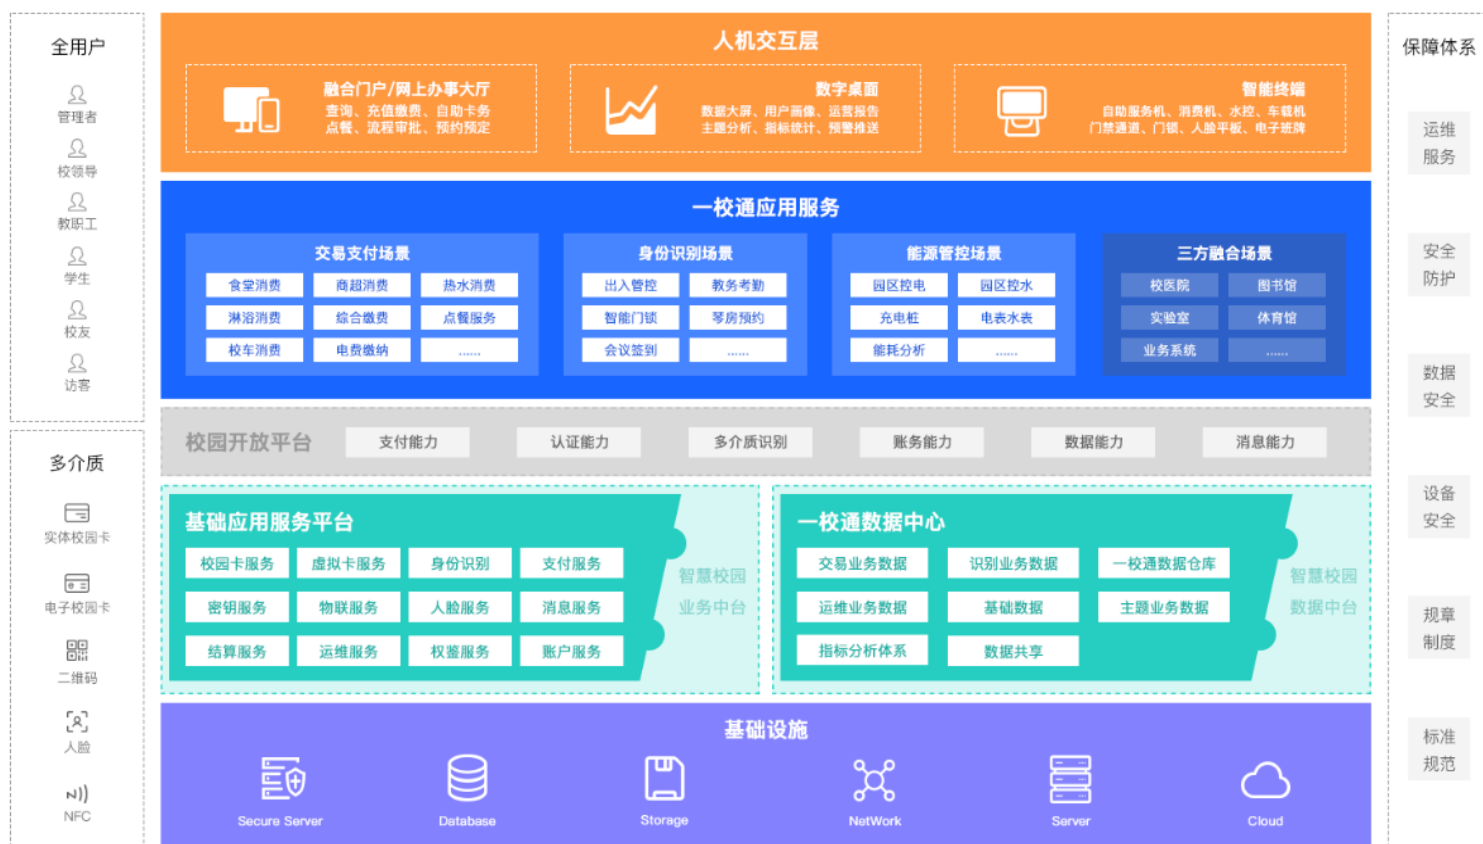 全用户
管理者
校领导
教职工
学生
校友
访客
多介质
实体校园卡
电子校园卡
二维码
人脸
NFC
人机交互层
融合门户/网上办事大厅
查询、充值缴费、自助卡务
点餐、流程审批、预约预定
数字桌面
数据大屏、用户画像、运营报告
主题分析、指标统计、预警推送
智能终端
自助服务机、消费机、水控、车载机
门禁通道、门锁、人脸平板、电子班牌
一校通应用服务
交易支付场景
食堂消费 商超消费 热水消费
淋浴消费 综合缴费 点餐服务
校车消费 电费缴纳 ......
身份识别场景
出入管控 教务考勤
智能门锁 琴房预约
会议签到 ......
能源管控场景
园区控电 园区控水
充电桩 电表水表
能耗分析 ......
三方融合场景
校医院 图书馆
实验室 体育馆
业务系统 ......
校园开放平台 支付能力 认证能力 多介质识别 账务能力 数据能力 消息能力
基础应用服务平台
校园卡服务 虚拟卡服务 身份识别 支付服务
密钥服务 物联服务 人脸服务 消息服务
结算服务 运维服务 权鉴服务 账户服务
智慧校园
业务中台
一校通数据中心
交易业务数据 识别业务数据 一校通数据仓库
运维业务数据 基础数据 主题业务数据
指标分析体系 数据共享
智慧校园
数据中台
基础设施
Secure Server Database Storage NetWork Server Cloud
保障体系
运维
服务
安全
防护
数据
安全
设备
安全
规章
制度
标准
规范